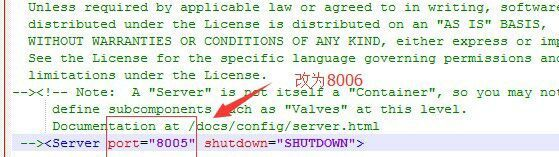 Unless required by applicable law or agreed to in writing, software
distributed under the License is distributed on an "AS IS" BASIS,
WITHOUT WARRANTIES OR CONDITIONS OF ANY KIND, either express or imp
See the License for the specific language governing permissions and
limitations under the License.
改为8006
--><!-- Note: A "Server" is not itself a "Container", so you may not
define subcomponents such as "Valves" at this level.
Documentation at /docs/config/server.html
--><Server port="8005" shutdown="SHUTDOWN">